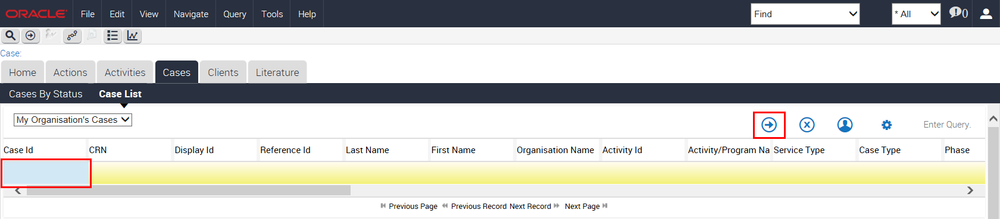 ORACLE File Edit View Navigate Query Tools Help Find * All 0
Case:
Home Actions Activities Cases Clients Literature
Cases By Status Case List
My Organisation's Cases Enter Query.
Case Id CRN Display Id Reference Id Last Name First Name Organisation Name Activity Id Activity/Program Na Service Type Case Type Phase
Previous Page Previous Record Next Record Next Page